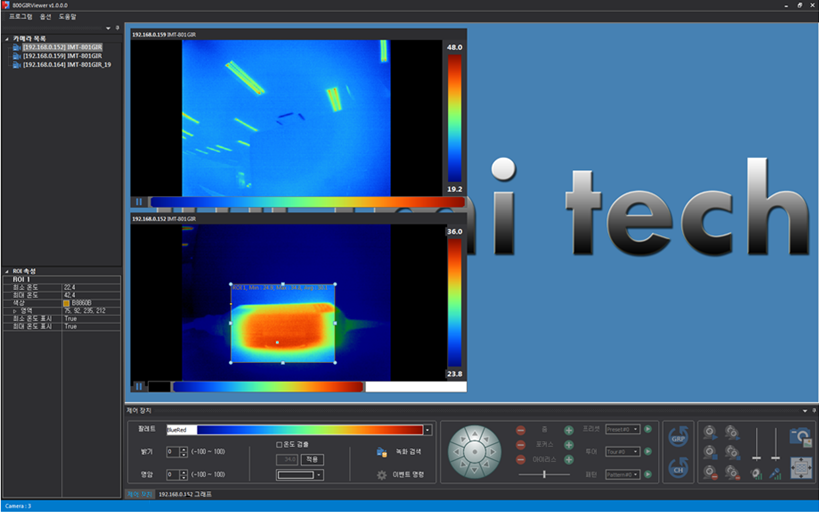 800GIRViewer v1.0.0.0
프로그램 옵션 도움말
카메라 목록
[192.168.0.152] IMT-801GIR
[192.168.0.159] IMT-801GIR
[192.168.0.164] IMT-801GIR_19
192.168.0.159 IMT-801GIR
48.0
19.2
tech
192.168.0.152 IMT-801GIR
36.0
23.8
ROI 속성
ROI 1
최소 온도 22,4
최대 온도 42,4
색상 B8860B
영역 75, 92, 235, 212
최소 온도 표시 True
최대 온도 표시 True
제어 장치
팔레트 BlueRed
밝기 0 (-100 ~ 100)
명암 0 (-100 ~ 100)
온도 검출
24.0 적용
녹화 검색
이벤트 명령
줌
포커스
아이리스
프리셋 Preset#0
투어 Tour#0
패턴 Pattern#0
GRP
CH
제어 장치 192.168.0.152 그래프
Camera : 3